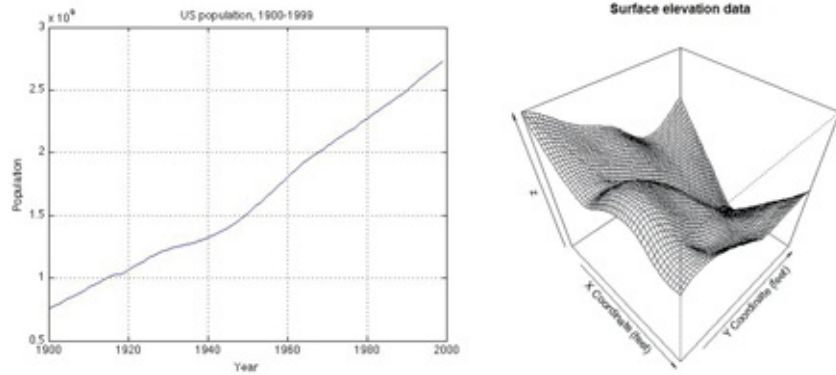 US population, 1900-1999
x 10^9
3
2.5
2
1.5
1
0.5
Population
1900
1920
1940
1960
1980
2000
Year
Surface elevation data
z
X Coordinate (feet)
Y Coordinate (feet)